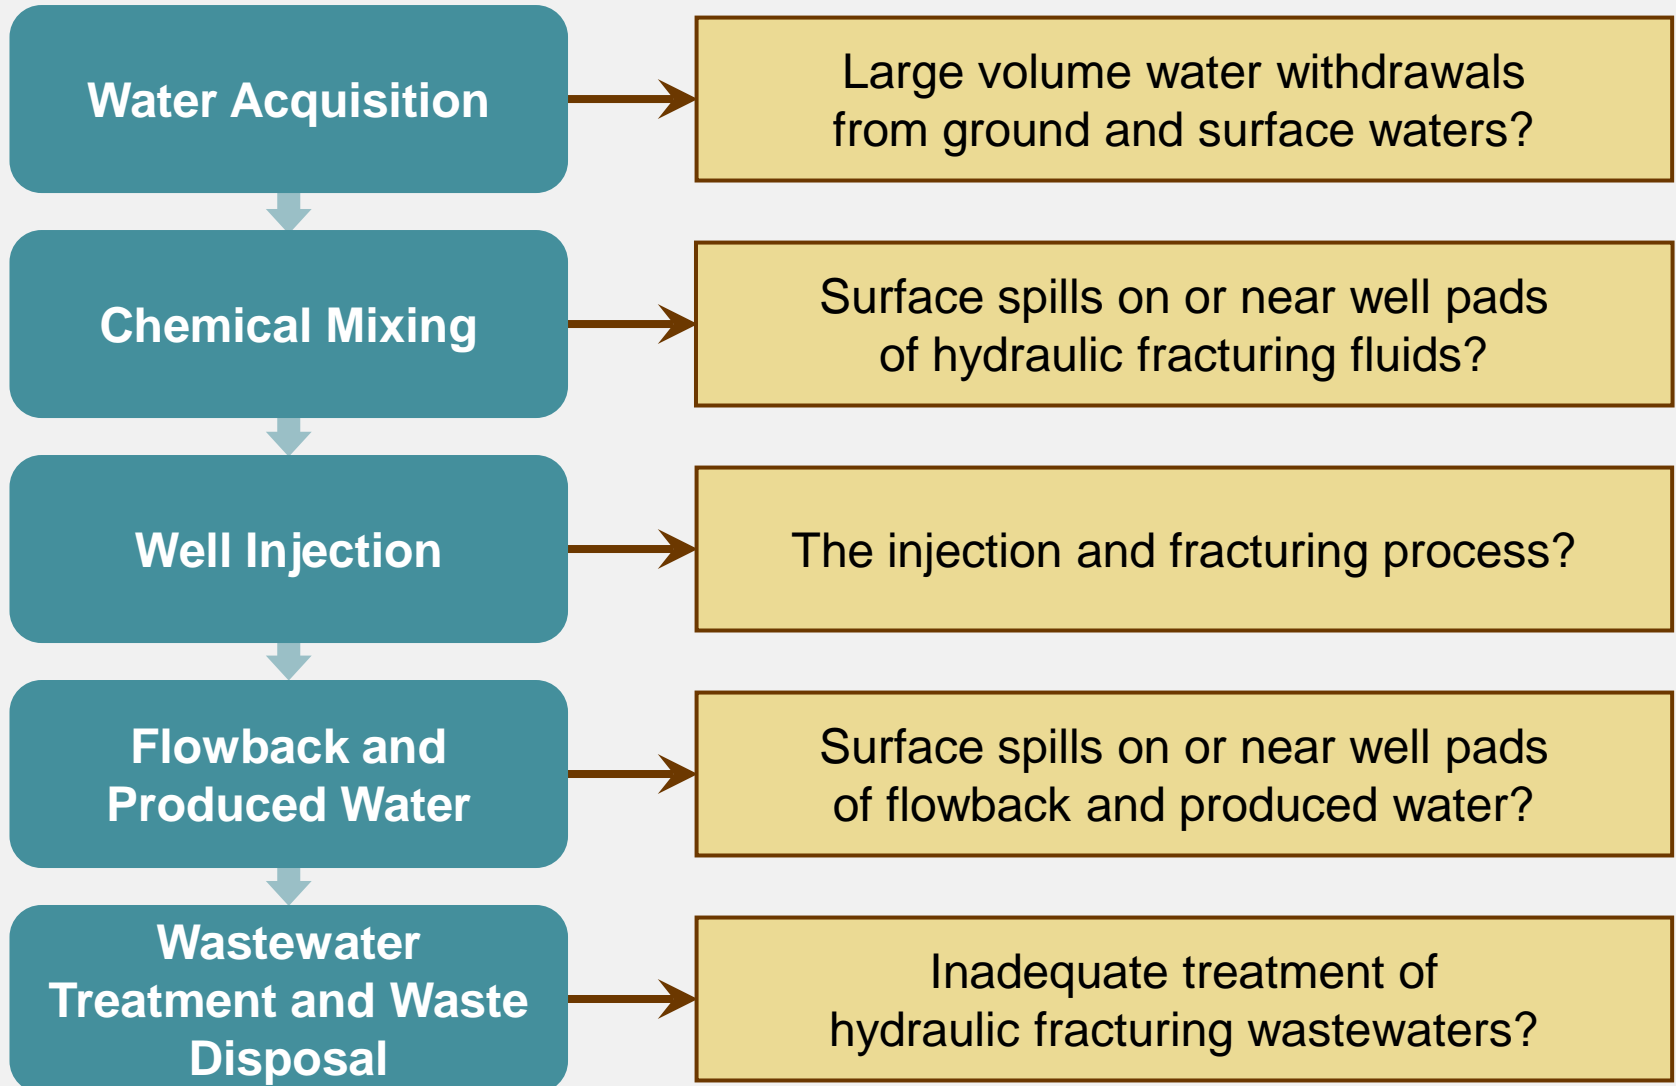 Water Acquisition
Large volume water withdrawals
from ground and surface waters?
Chemical Mixing
Surface spills on or near well pads
of hydraulic fracturing fluids?
Well Injection
The injection and fracturing process?
Flowback and
Produced Water
Surface spills on or near well pads
of flowback and produced water?
Wastewater
Treatment and Waste
Disposal
Inadequate treatment of
hydraulic fracturing wastewaters?